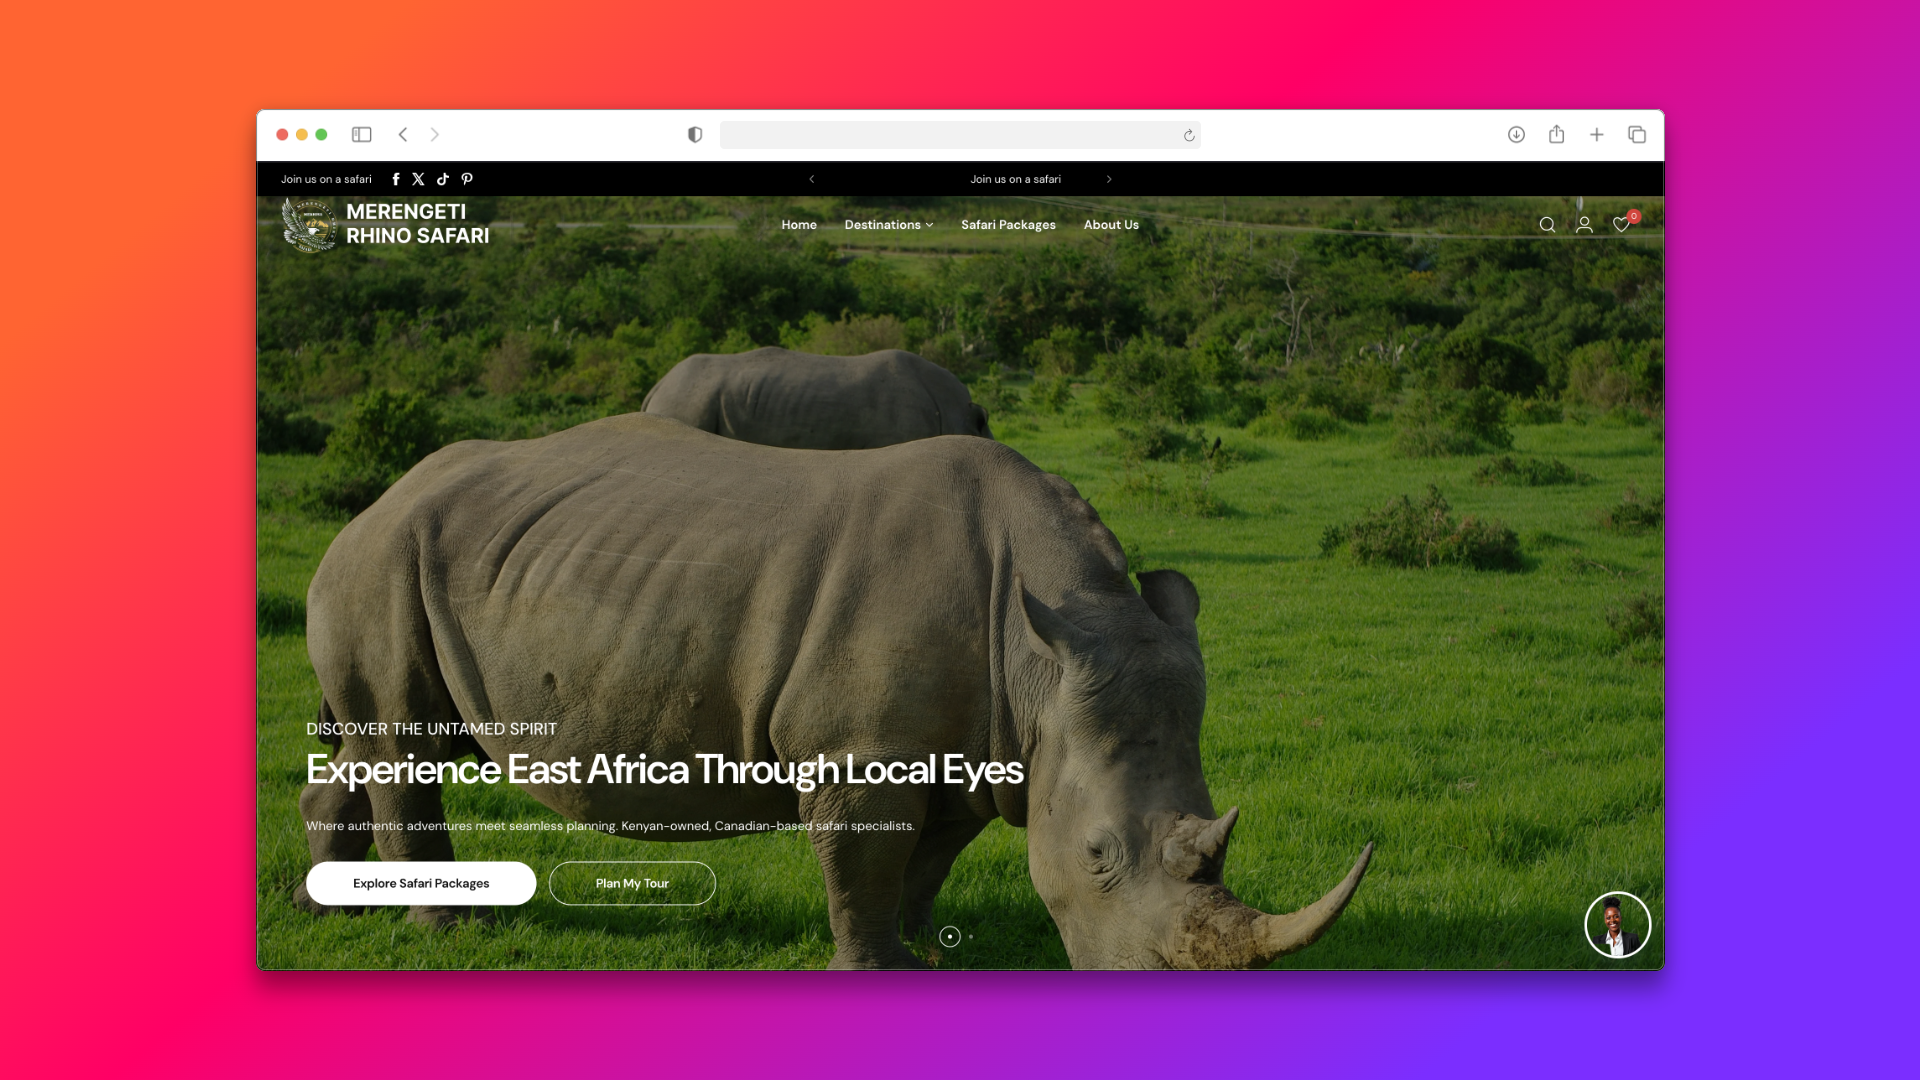 Join us on a safari
Join us on a safari
MERENGETI
RHINO SAFARI
Home
Destinations
Safari Packages
About Us
0
DISCOVER THE UNTAMED SPIRIT
Experience East Africa Through Local Eyes
Where authentic adventures meet seamless planning. Kenyan-owned, Canadian-based safari specialists.
Explore Safari Packages
Plan My Tour